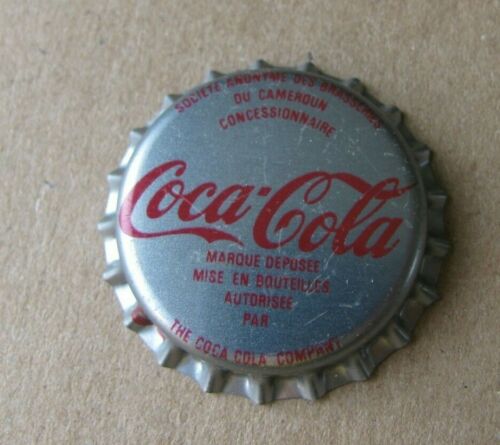 SOCIETE ANONYME DES BRASSERIES
DU CAMEROUN
CONCESSIONNAIRE
Coca-Cola
MARQUE DEPOSEE
MISE EN BOUTEILLES
AUTORISEE
PAR
THE COCA COLA COMPANY